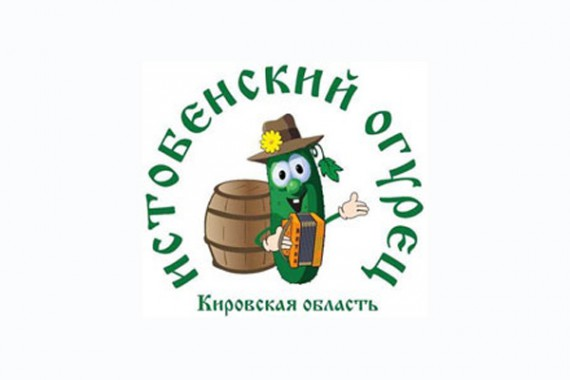 ИСТОБЕНСКИЙ ОГУРЕЦ
Кировская область